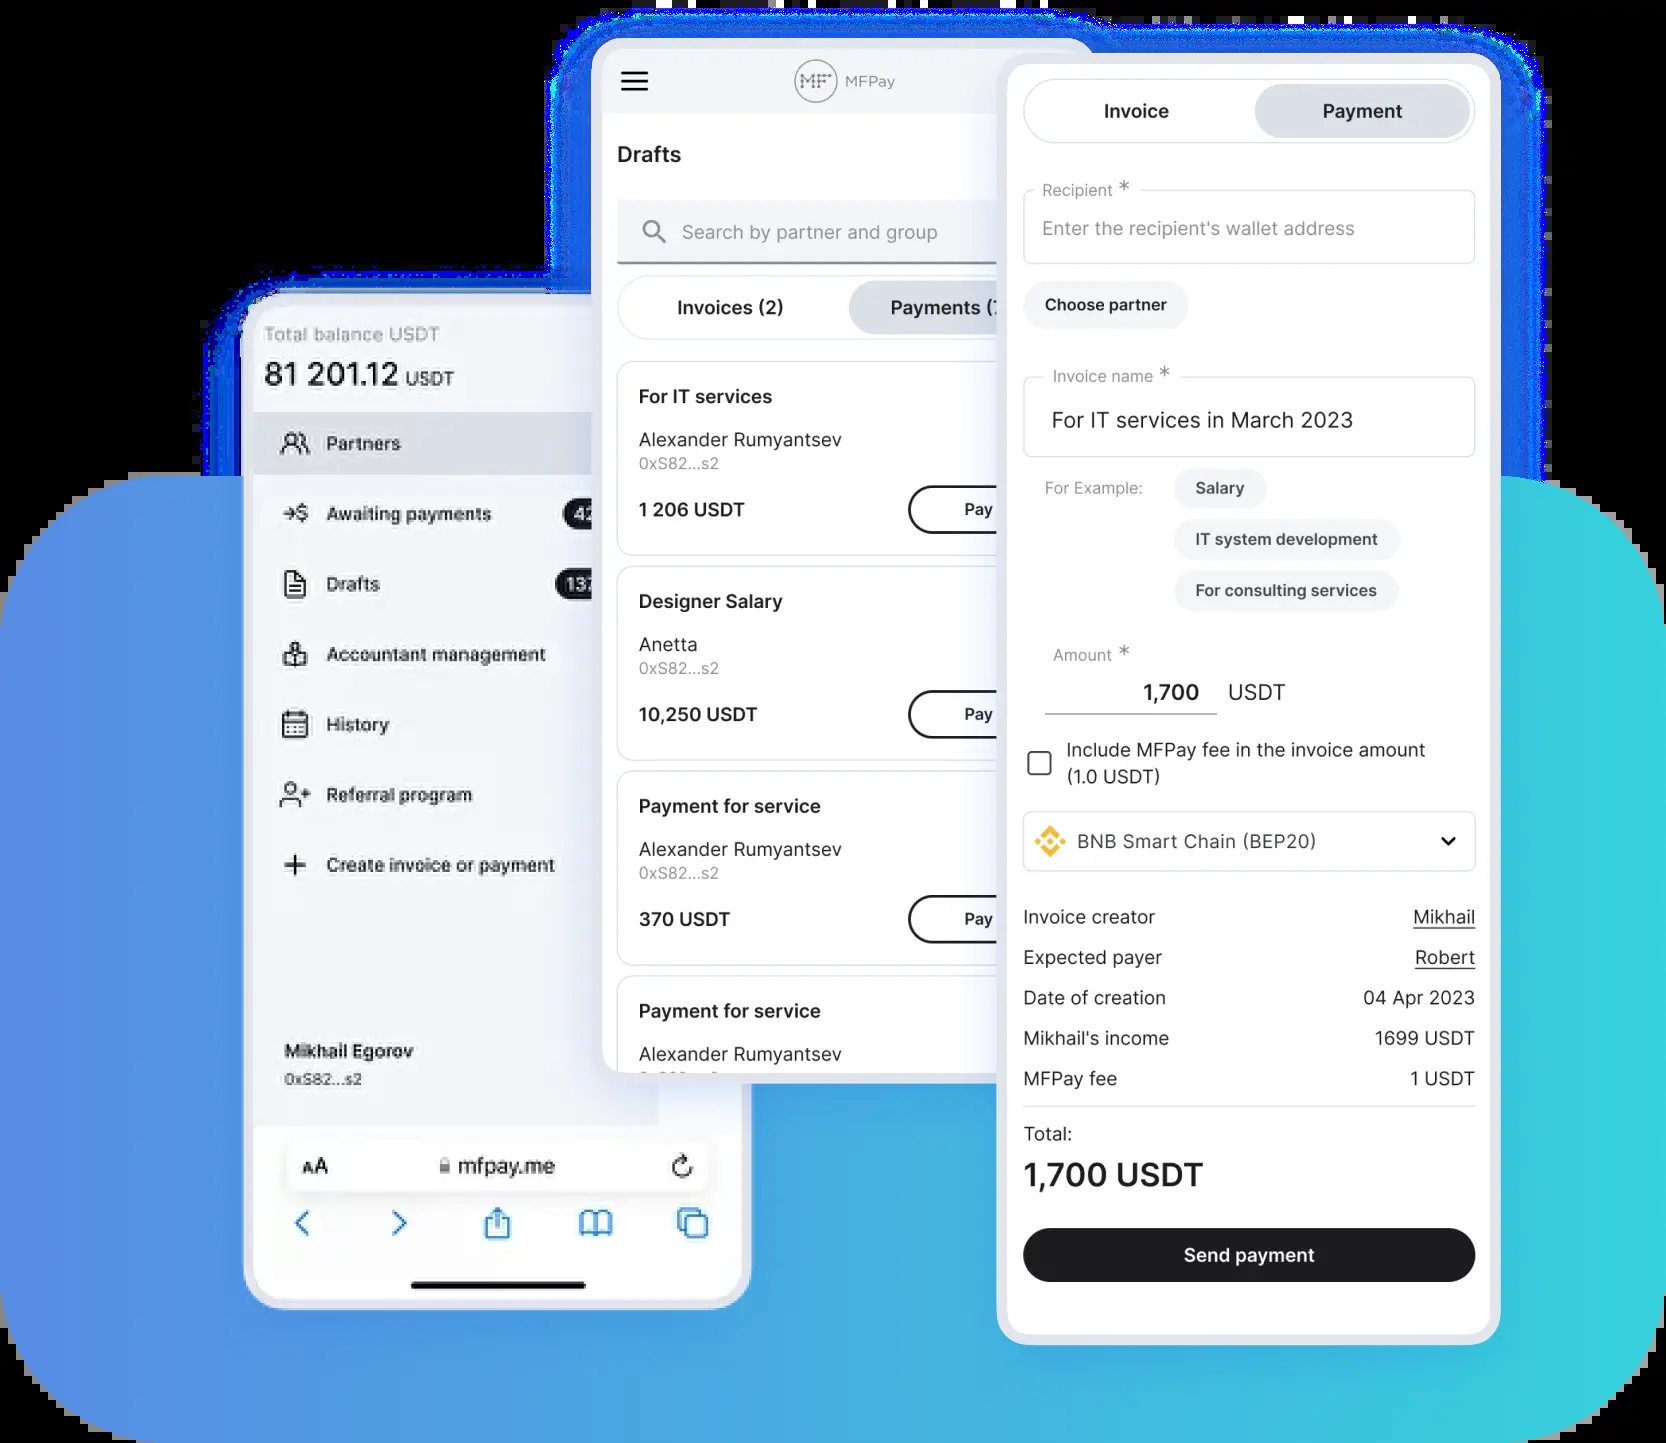 Total balance USDT
81 201.12 USDT
Partners
Awaiting payments 42
Drafts 137
Accountant management
History
Referral program
Create invoice or payment
Mikhail Egorov
0xS82...s2
AA mfpay.me
MF MFPay
Drafts
Search by partner and group
Invoices (2) Payments (7
For IT services
Alexander Rumyantsev
0xS82...s2
1 206 USDT Pay
Designer Salary
Anetta
0xS82...s2
10,250 USDT Pay
Payment for service
Alexander Rumyantsev
0xS82...s2
370 USDT Pay
Payment for service
Alexander Rumyantsev
Invoice Payment
Recipient *
Enter the recipient's wallet address
Choose partner
Invoice name *
For IT services in March 2023
For Example: Salary
IT system development
For consulting services
Amount *
1,700 USDT
Include MFPay fee in the invoice amount
(1.0 USDT)
BNB Smart Chain (BEP20)
Invoice creator Mikhail
Expected payer Robert
Date of creation 04 Apr 2023
Mikhail's income 1699 USDT
MFPay fee 1 USDT
Total:
1,700 USDT
Send payment